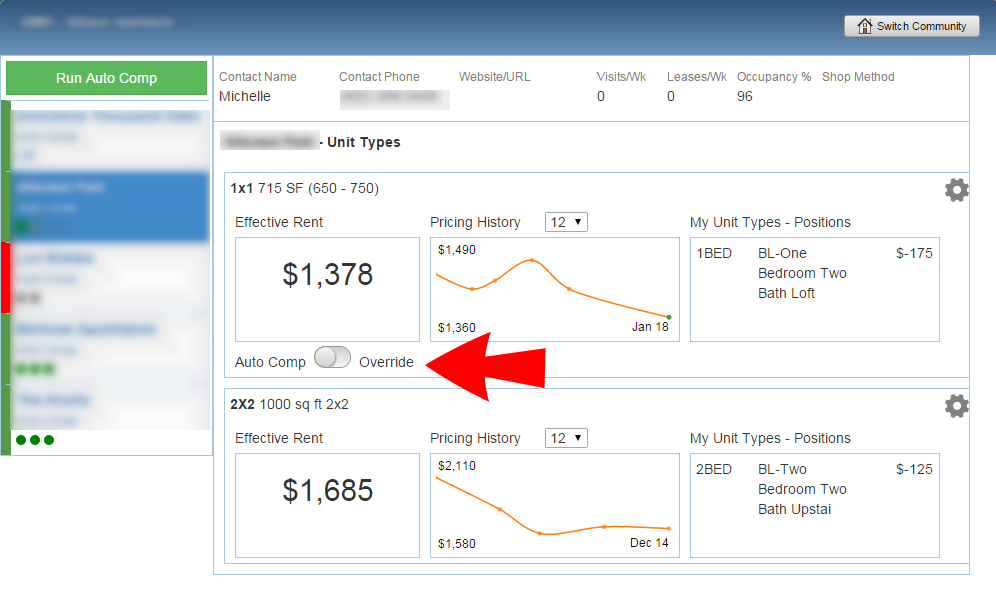 Switch Community
Run Auto Comp
Contact Name Contact Phone Website/URL Visits/Wk Leases/Wk Occupancy % Shop Method
Michelle 0 0 96
- Unit Types
1x1 715 SF (650 - 750)
Effective Rent Pricing History 12 My Unit Types - Positions
$1,378
$1,490
$1,360 Jan 18
1BED BL-One $-175
Bedroom Two
Bath Loft
Auto Comp Override
2X2 1000 sq ft 2x2
Effective Rent Pricing History 12 My Unit Types - Positions
$1,685
$2,110
$1,580 Dec 14
2BED BL-Two $-125
Bedroom Two
Bath Upstai